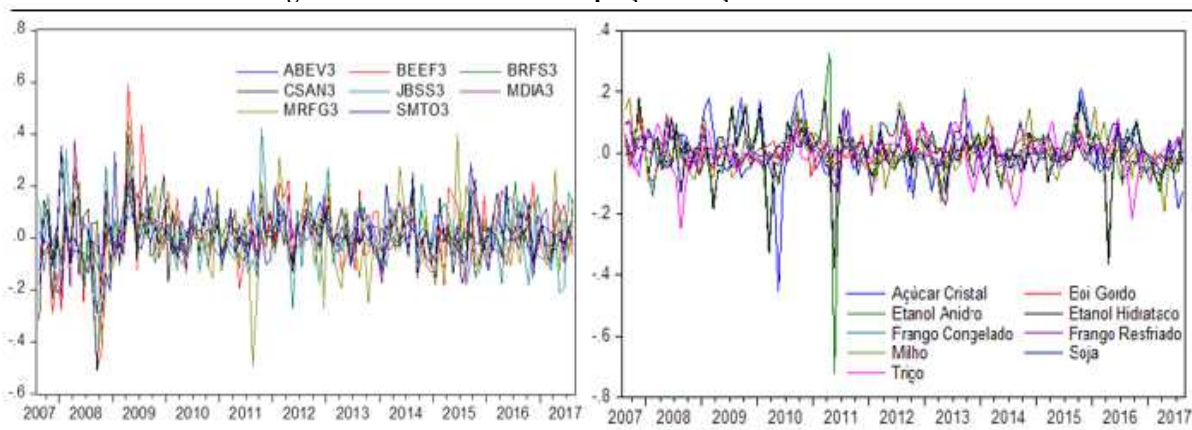 .8
.6
.4
.2
.0
-.2
-.4
-.6
ABEV3 BEEF3 BRFS3
CSAN3 JBSS3 MDIA3
MRFG3 SMTO3
2007 2008 2009 2010 2011 2012 2013 2014 2015 2016 2017
.4
.2
.0
-.2
-.4
-.6
-.8
Açúcar Cristal Eoi Gordo
Etanol Anidro Etanol Hidrataco
Frango Congelado Frango Resfriado
Milho Soja
Trigo
2007 2008 2009 2010 2011 2012 2013 2014 2015 2016 2017